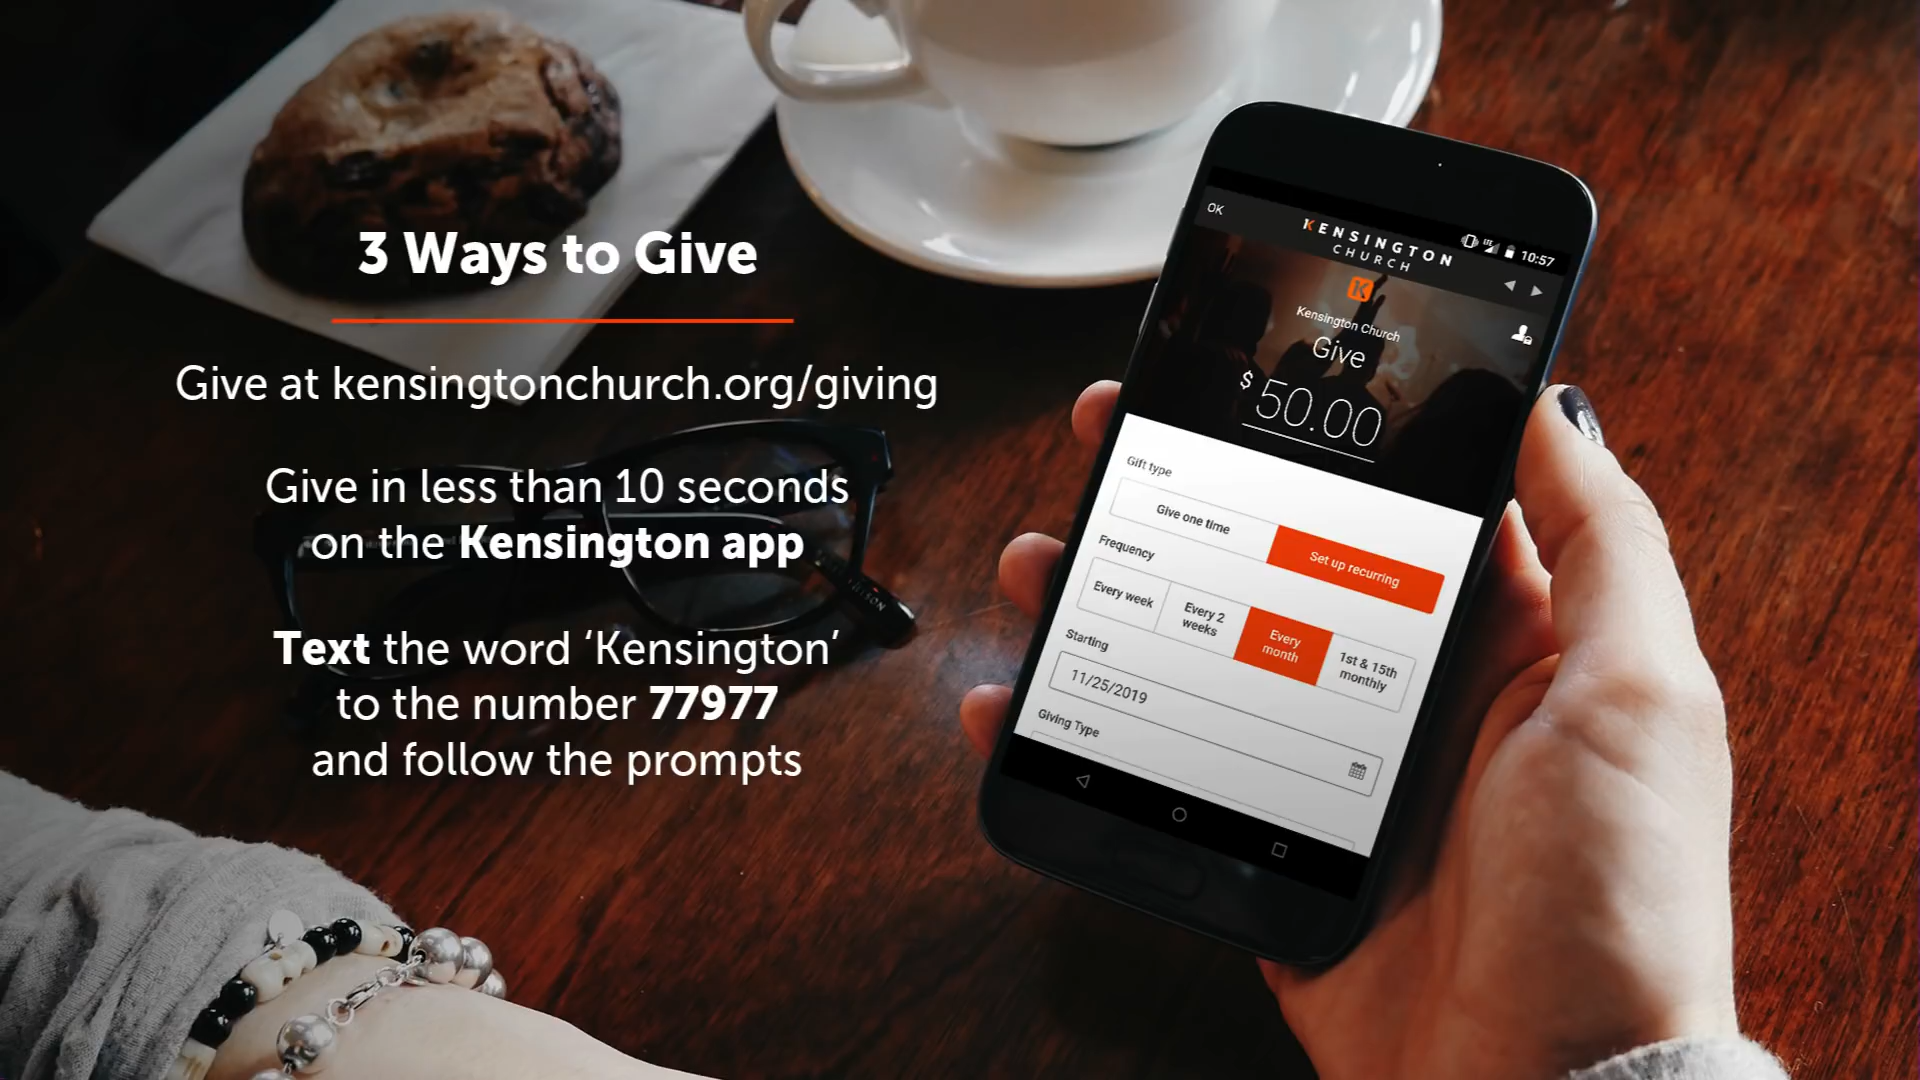 3 Ways to Give
Give at kensingtonchurch.org/giving
Give in less than 10 seconds
on the Kensington app
Text the word ‘Kensington’
to the number 77977
and follow the prompts
OK
KENSINGTON
CHURCH
LTE 10:57
K
Kensington Church
Give
$ 50.00
Gift type
Give one time
Set up recurring
Frequency
Every week
Every 2
weeks
Every
month
1st & 15th
monthly
Starting
11/25/2019
Giving Type